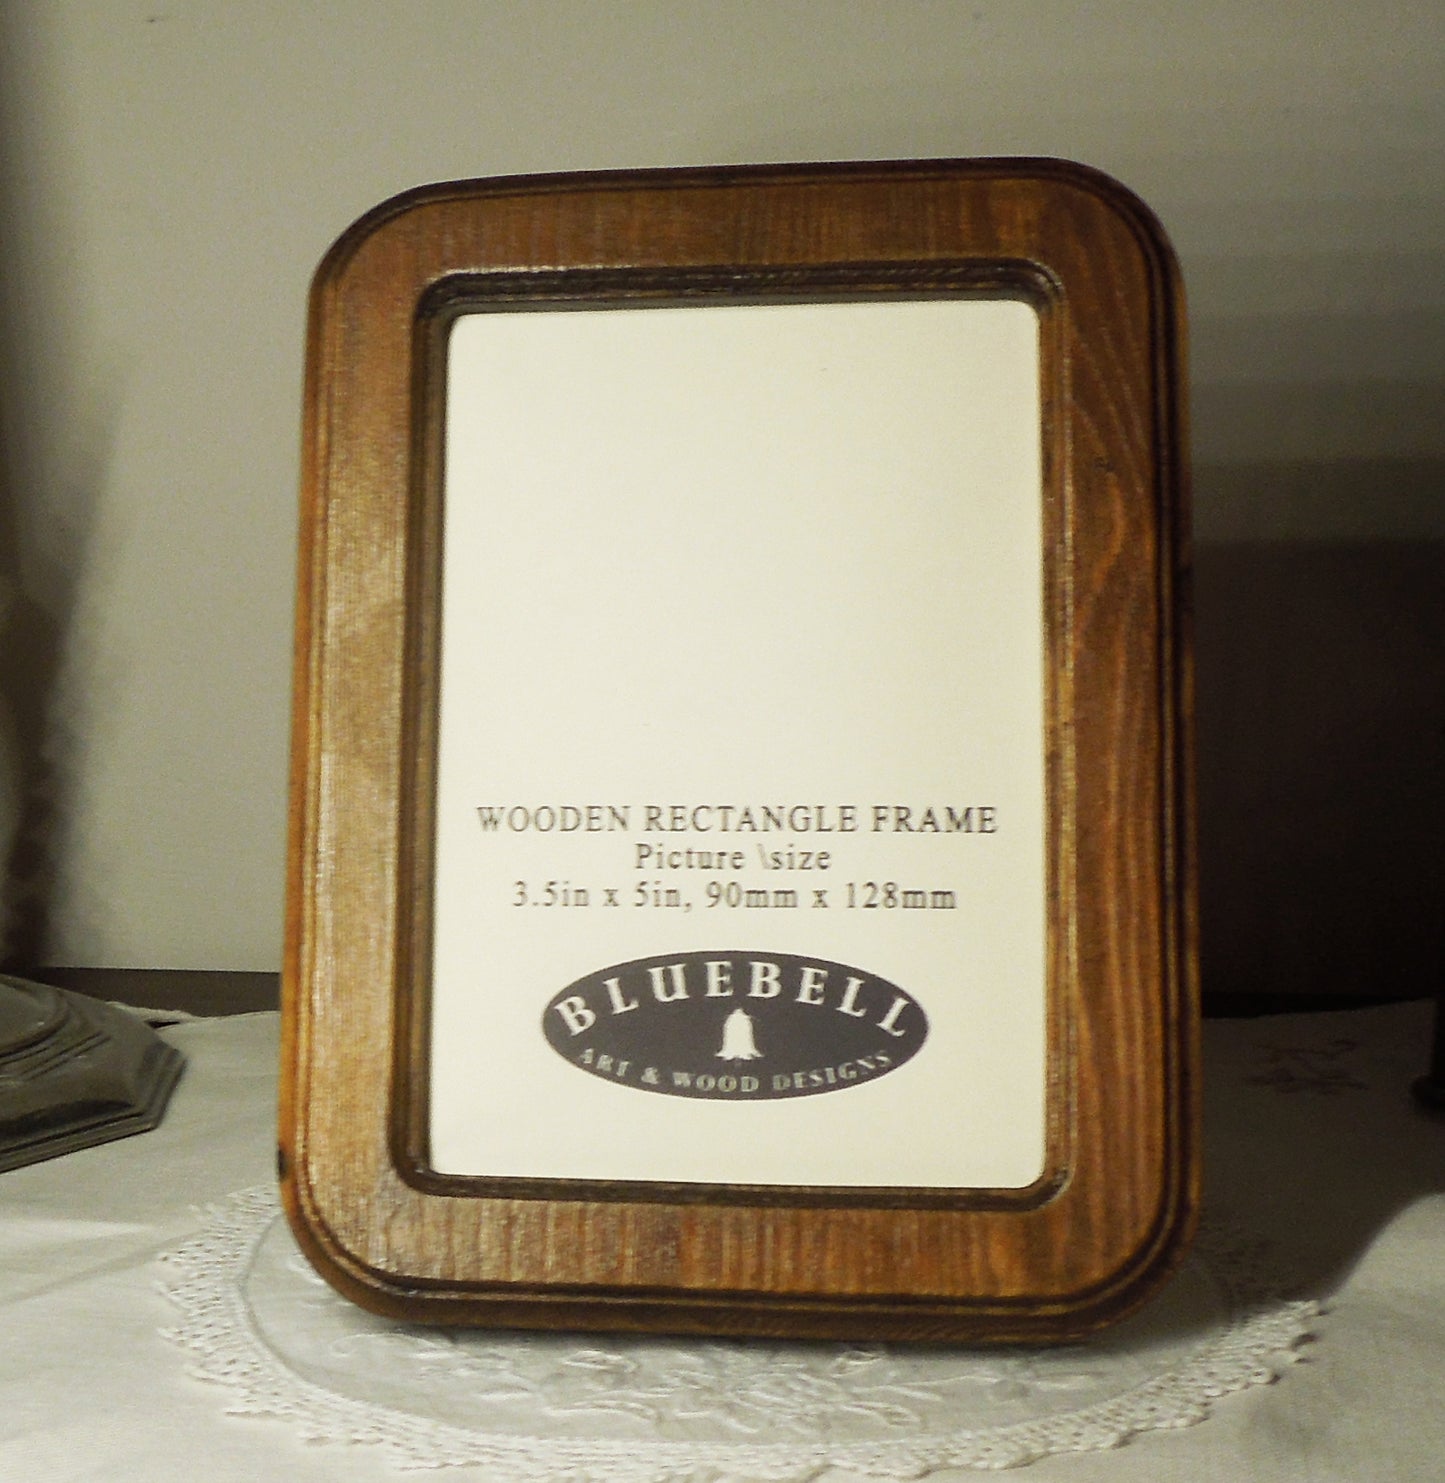 WOODEN RECTANGLE FRAME
Picture \size
3.5in x 5in, 90mm x 128mm
BLUEBELL
ART & WOOD DESIGNS